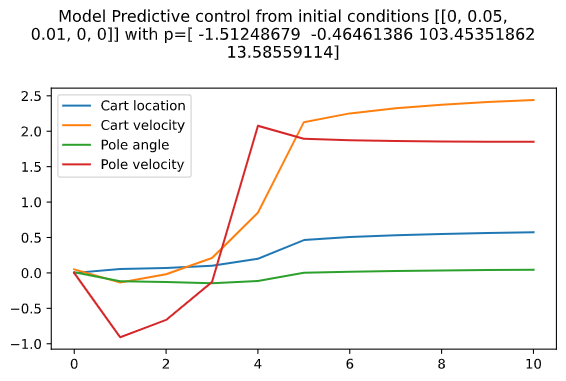 Model Predictive control from initial conditions [[0, 0.05,
0.01, 0, 0]] with p=[ -1.51248679  -0.46461386 103.45351862
13.58559114]
Cart location
Cart velocity
Pole angle
Pole velocity
2.5
2.0
1.5
1.0
0.5
0.0
−0.5
−1.0
0 2 4 6 8 10